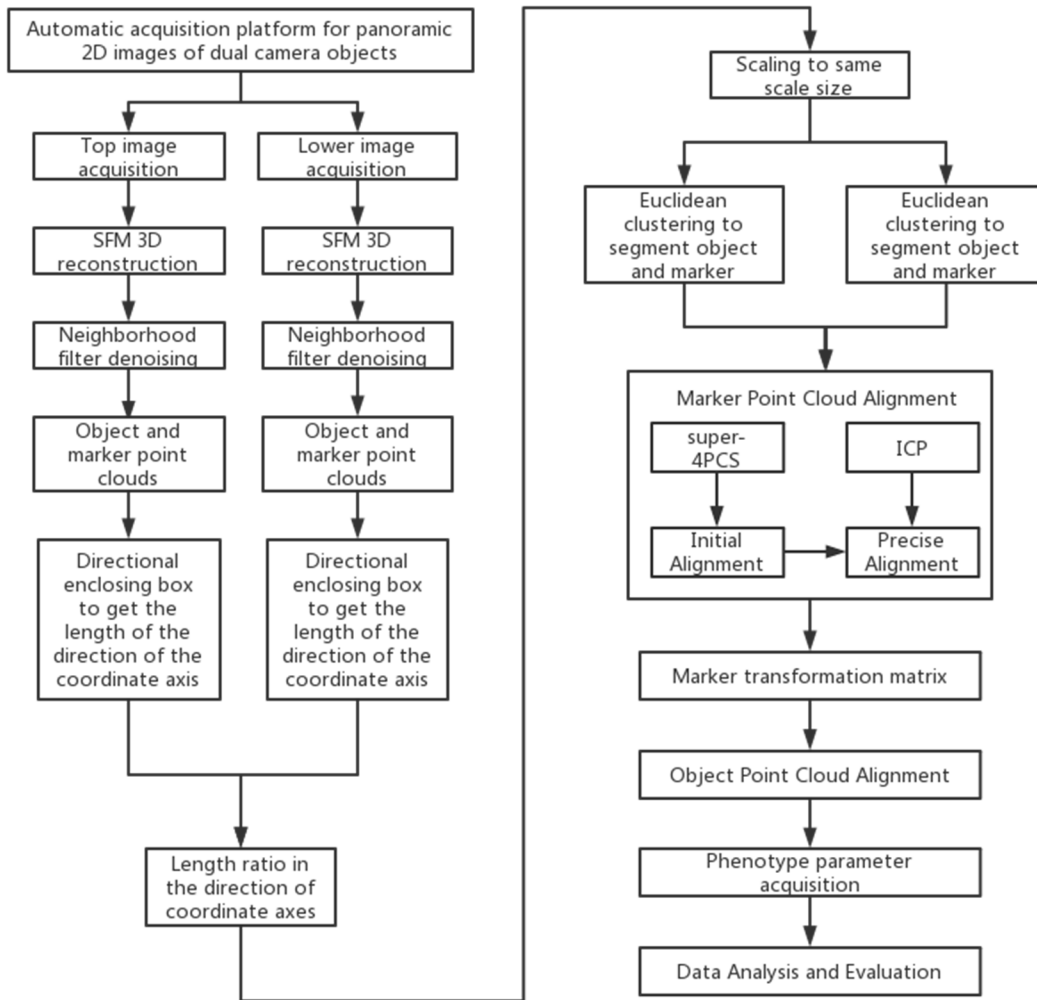 Automatic acquisition platform for panoramic
2D images of dual camera objects
Top image
acquisition
Lower image
acquisition
SFM 3D
reconstruction
SFM 3D
reconstruction
Neighborhood
filter denoising
Neighborhood
filter denoising
Object and
marker point
clouds
Object and
marker point
clouds
Directional
enclosing box
to get the
length of the
direction of the
coordinate axis
Directional
enclosing box
to get the
length of the
direction of the
coordinate axis
Length ratio in
the direction of
coordinate axes
Scaling to same
scale size
Euclidean
clustering to
segment object
and marker
Euclidean
clustering to
segment object
and marker
Marker Point Cloud Alignment
super-
4PCS
ICP
Initial
Alignment
Precise
Alignment
Marker transformation matrix
Object Point Cloud Alignment
Phenotype parameter
acquisition
Data Analysis and Evaluation